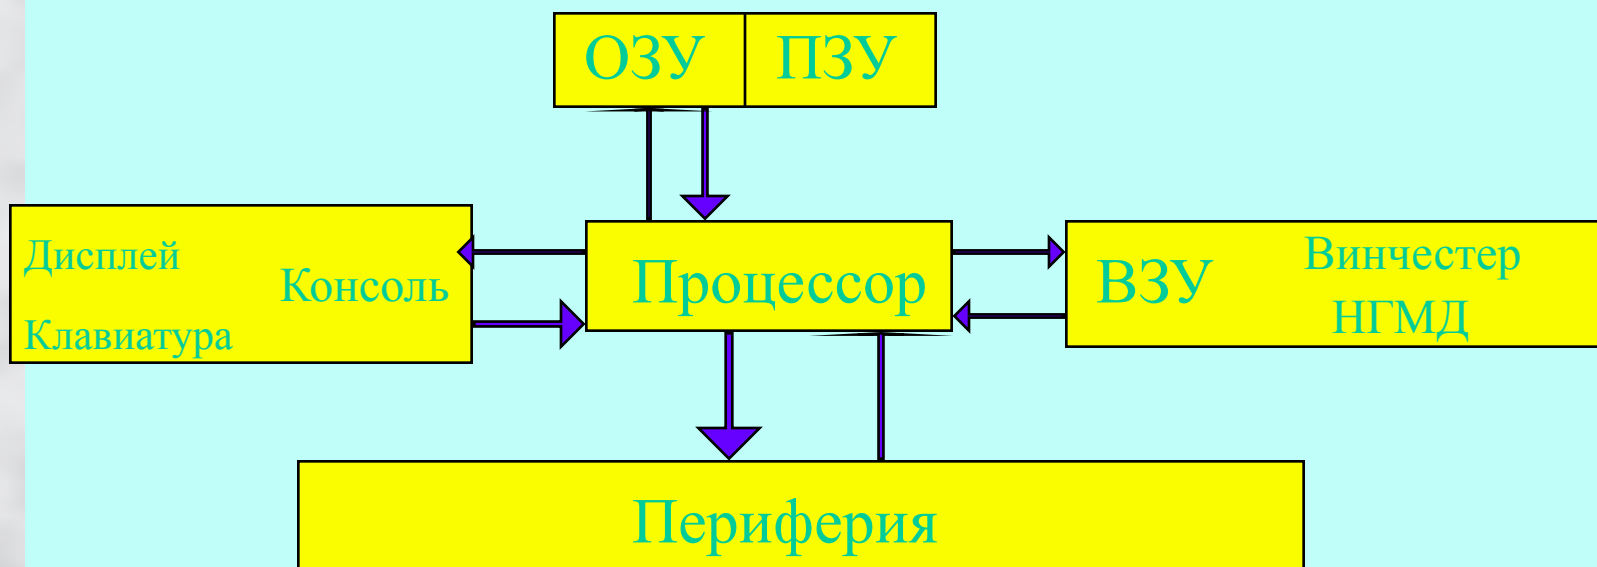 ОЗУ ПЗУ
Дисплей
Консоль
Клавиатура
Процессор
ВЗУ
Винчестер
НГМД
Периферия